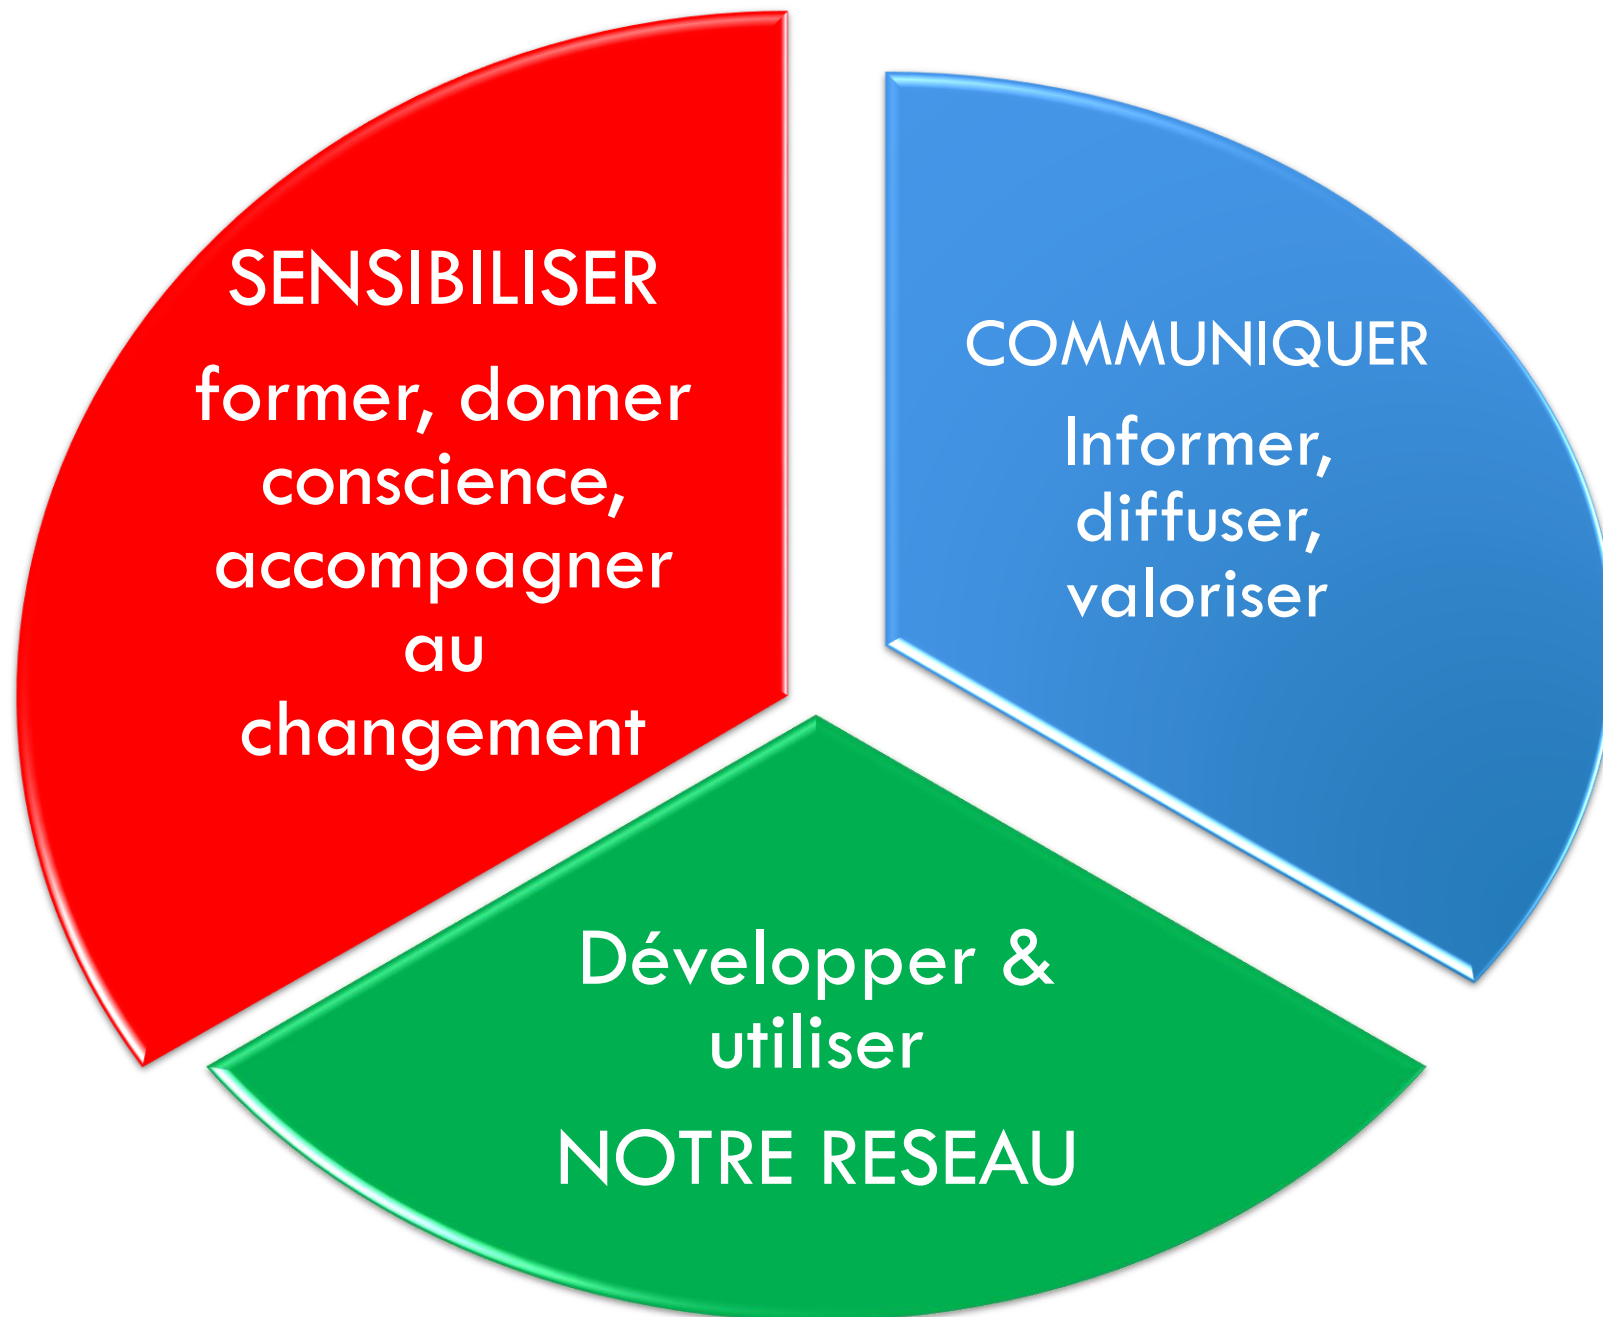 SENSIBILISER
former, donner
conscience,
accompagner
au
changement
COMMUNIQUER
Informer,
diffuser,
valoriser
Développer &
utiliser
NOTRE RESEAU